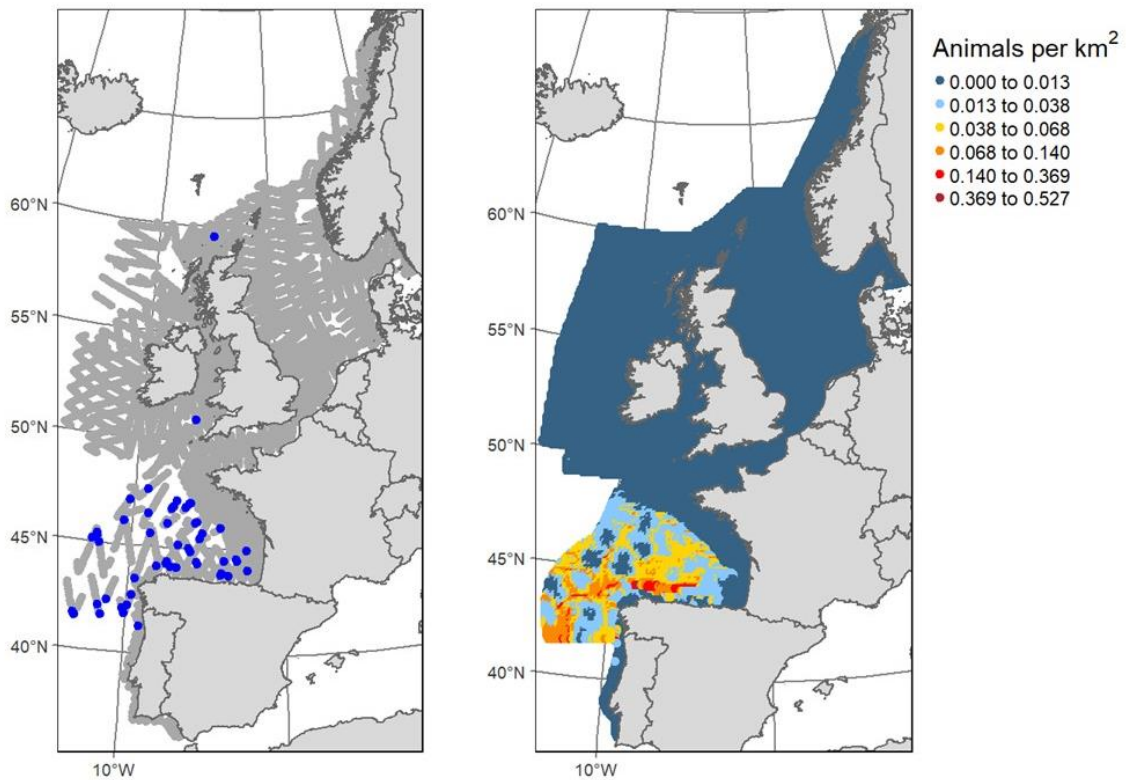 60°N
55°N
50°N
45°N
40°N
10°W
60°N
55°N
50°N
45°N
40°N
10°W
Animals per km²
0.000 to 0.013
0.013 to 0.038
0.038 to 0.068
0.068 to 0.140
0.140 to 0.369
0.369 to 0.527